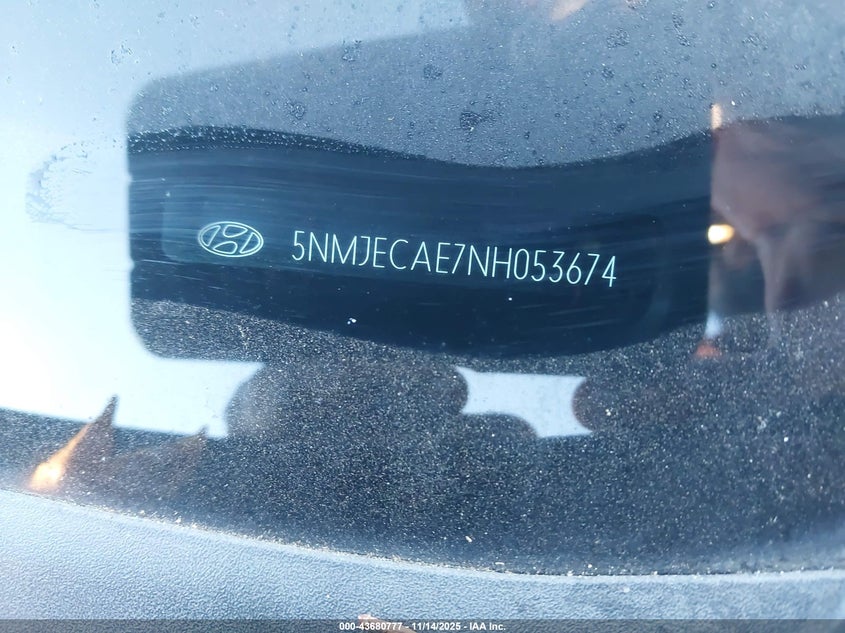 5NMJECAE7NH053674
000-43680777 - 11/14/2025 - IAA Inc.